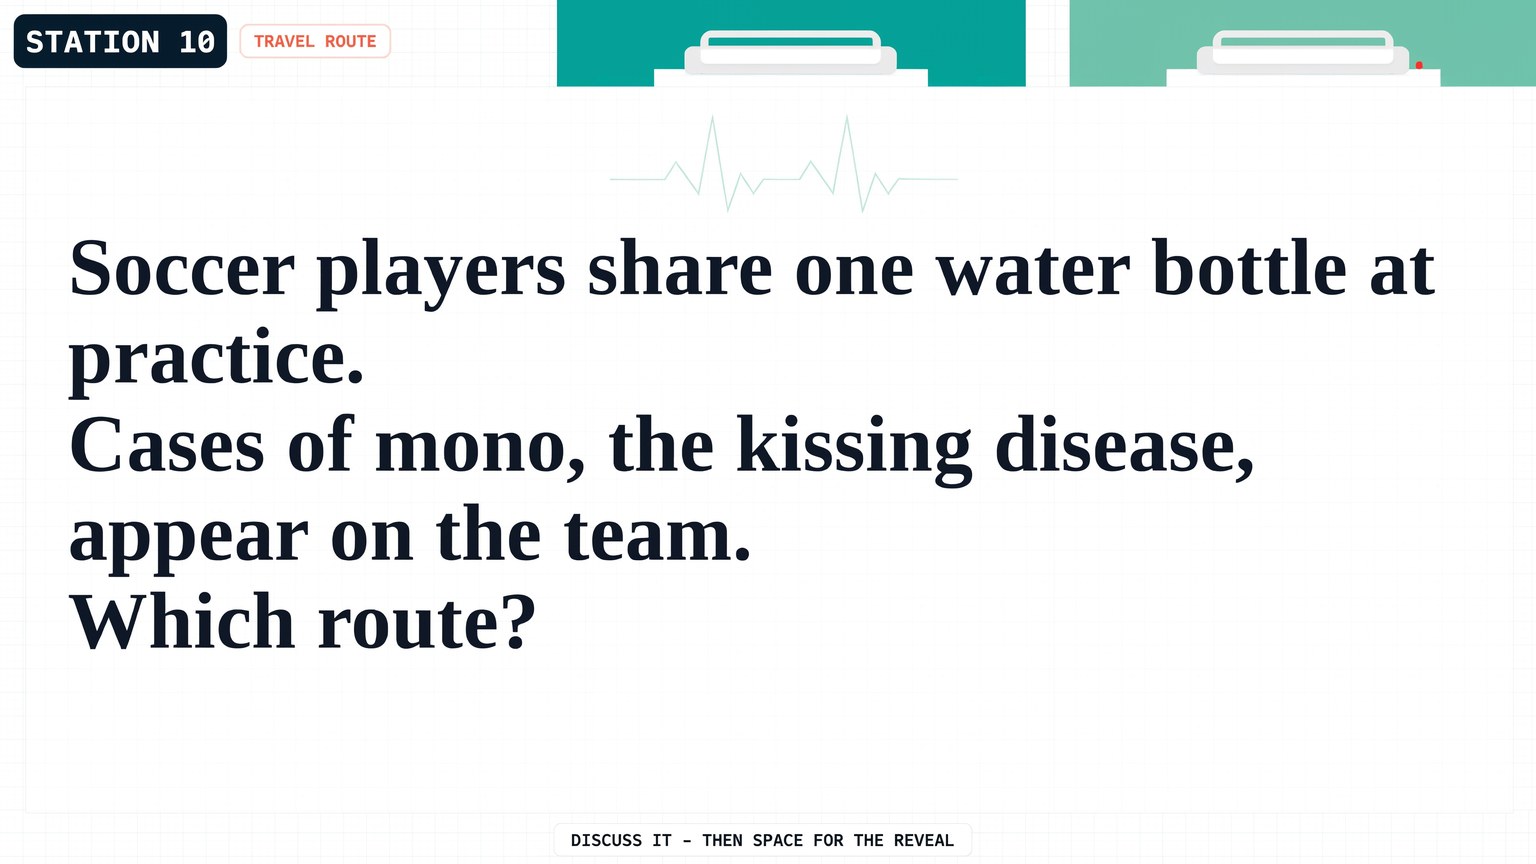 STATION 10
TRAVEL ROUTE
Soccer players share one water bottle at
practice.
Cases of mono, the kissing disease,
appear on the team.
Which route?
DISCUSS IT – THEN SPACE FOR THE REVEAL